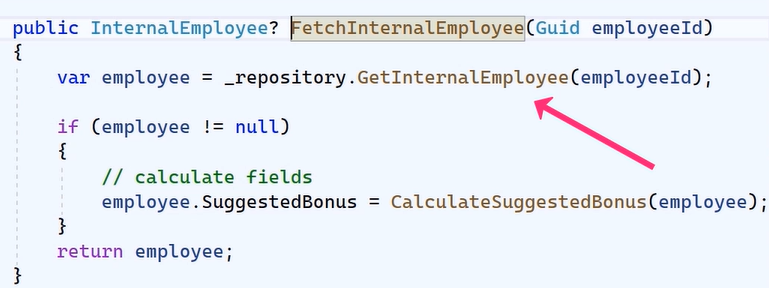 public InternalEmployee? FetchInternalEmployee(Guid employeeId)
{
var employee = _repository.GetInternalEmployee(employeeId);
if (employee != null)
{
// calculate fields
employee.SuggestedBonus = CalculateSuggestedBonus(employee);
}
return employee;
}